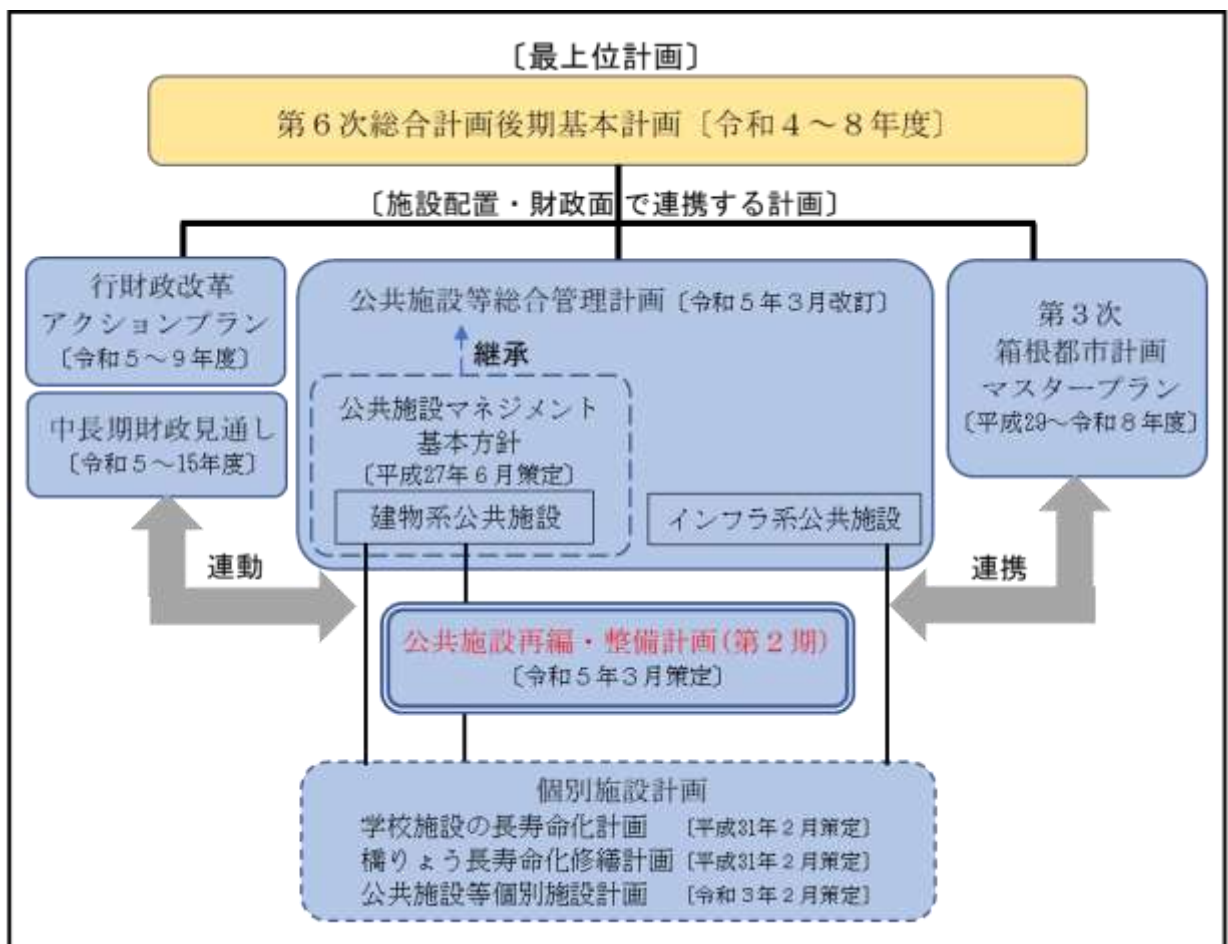 〔最上位計画〕
第６次総合計画後期基本計画〔令和４～８年度〕
〔施設配置・財政面で連携する計画〕
行財政改革
アクションプラン
〔令和５～９年度〕
中長期財政見通し
〔令和５～15年度〕
公共施設等総合管理計画〔令和５年３月改訂〕
継承
公共施設マネジメント
基本方針
〔平成27年６月策定〕
建物系公共施設
インフラ系公共施設
第３次
箱根都市計画
マスタープラン
〔平成29～令和８年度〕
連動
連携
公共施設再編・整備計画(第２期)
〔令和５年３月策定〕
個別施設計画
学校施設の長寿命化計画 〔平成31年２月策定〕
橋りょう長寿命化修繕計画〔平成31年２月策定〕
公共施設等個別施設計画 〔令和３年２月策定〕